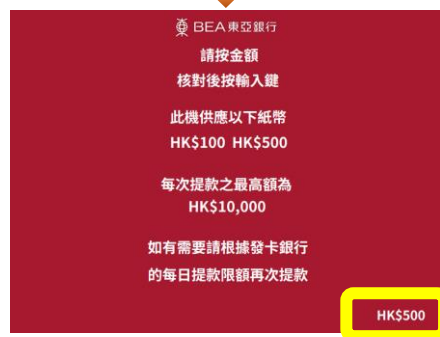 BEA東亞銀行
請按金額
核對後按輸入鍵
此機供應以下紙幣
HK$100 HK$500
每次提款之最高額為
HK$10,000
如有需要請根據發卡銀行
的每日提款限額再次提款
HK$500